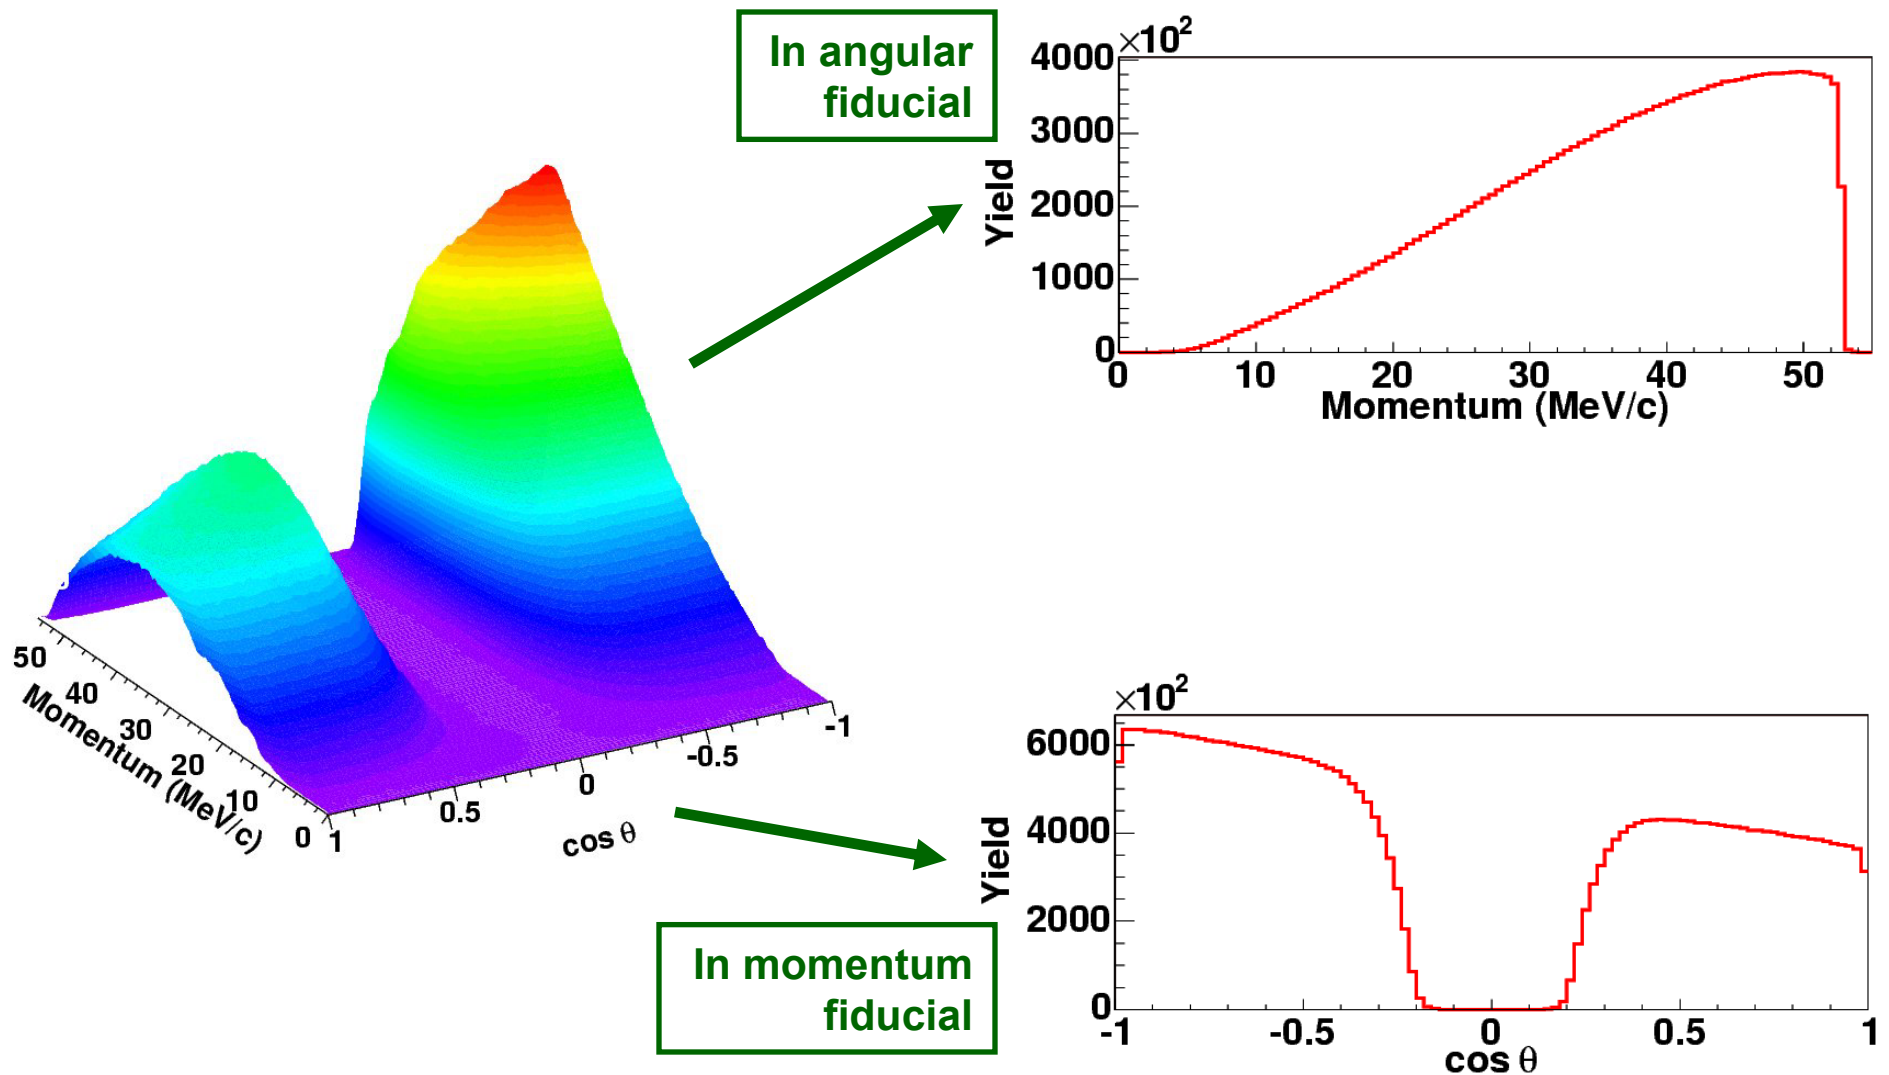 In angular
fiducial
×10²
4000
3000
2000
1000
0
Yield
0 10 20 30 40 50
Momentum (MeV/c)
50
40
30
20
10
0
Momentum (MeV/c)
1
0.5
0
-0.5
-1
cos θ
In momentum
fiducial
×10²
6000
4000
2000
0
Yield
-1 -0.5 0 0.5 1
cos θ